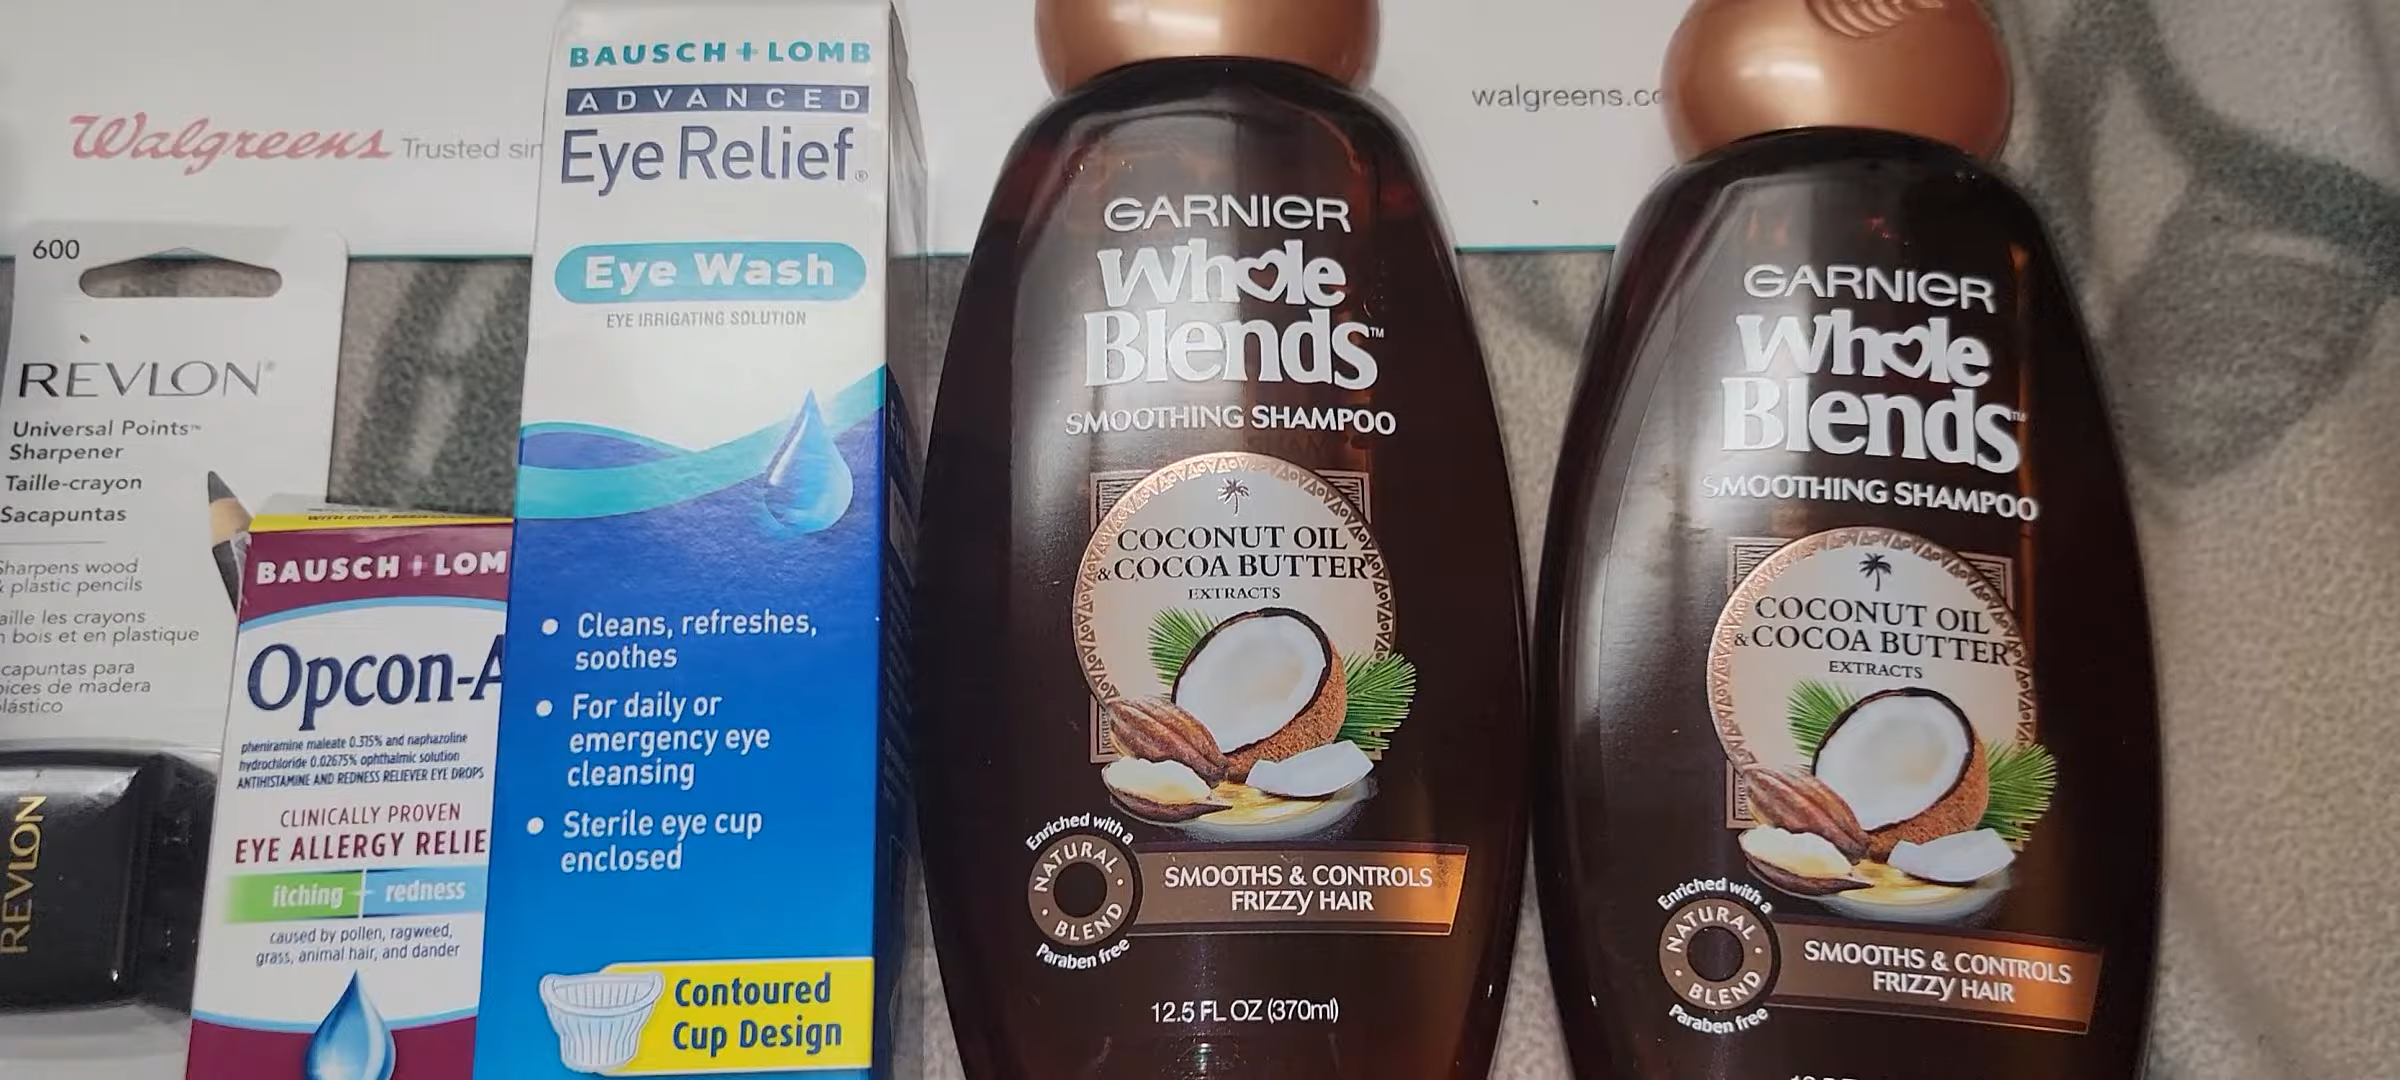 Walgreens Trusted
walgreens.co
600
REVLON
Universal Points™
Sharpener
Taille-crayon
Sacapuntas
Sharpens wood
& plastic pencils
aille les crayons
bois et en plastique
capuntas para
de madera
lástico
REVLON
BAUSCH + LOM
Opcon-A
pheniramine maleate 0.315% and naphazoline
hydrochloride 0.02675% ophthalmic solution
ANTIHISTAMINE AND REDNESS RELIEVER EYE DROPS
CLINICALLY PROVEN
EYE ALLERGY RELIE
itching + redness
caused by pollen, ragweed,
grass, animal hair, and dander
BAUSCH + LOMB
ADVANCED
Eye Relief®
Eye Wash
EYE IRRIGATING SOLUTION
• Cleans, refreshes,
soothes
• For daily or
emergency eye
cleansing
• Sterile eye cup
enclosed
Contoured
Cup Design
GARNIER
Whole
Blends™
SMOOTHING SHAMPOO
COCONUT OIL
& COCOA BUTTER
EXTRACTS
Enriched with a
NATURAL
• BLEND •
Paraben free
SMOOTHS & CONTROLS
FRIZZY HAIR
12.5 FL OZ (370ml)
GARNIER
Whole
Blends™
SMOOTHING SHAMPOO
COCONUT OIL
& COCOA BUTTER
EXTRACTS
Enriched with a
NATURAL
• BLEND •
Paraben free
SMOOTHS & CONTROLS
FRIZZY HAIR